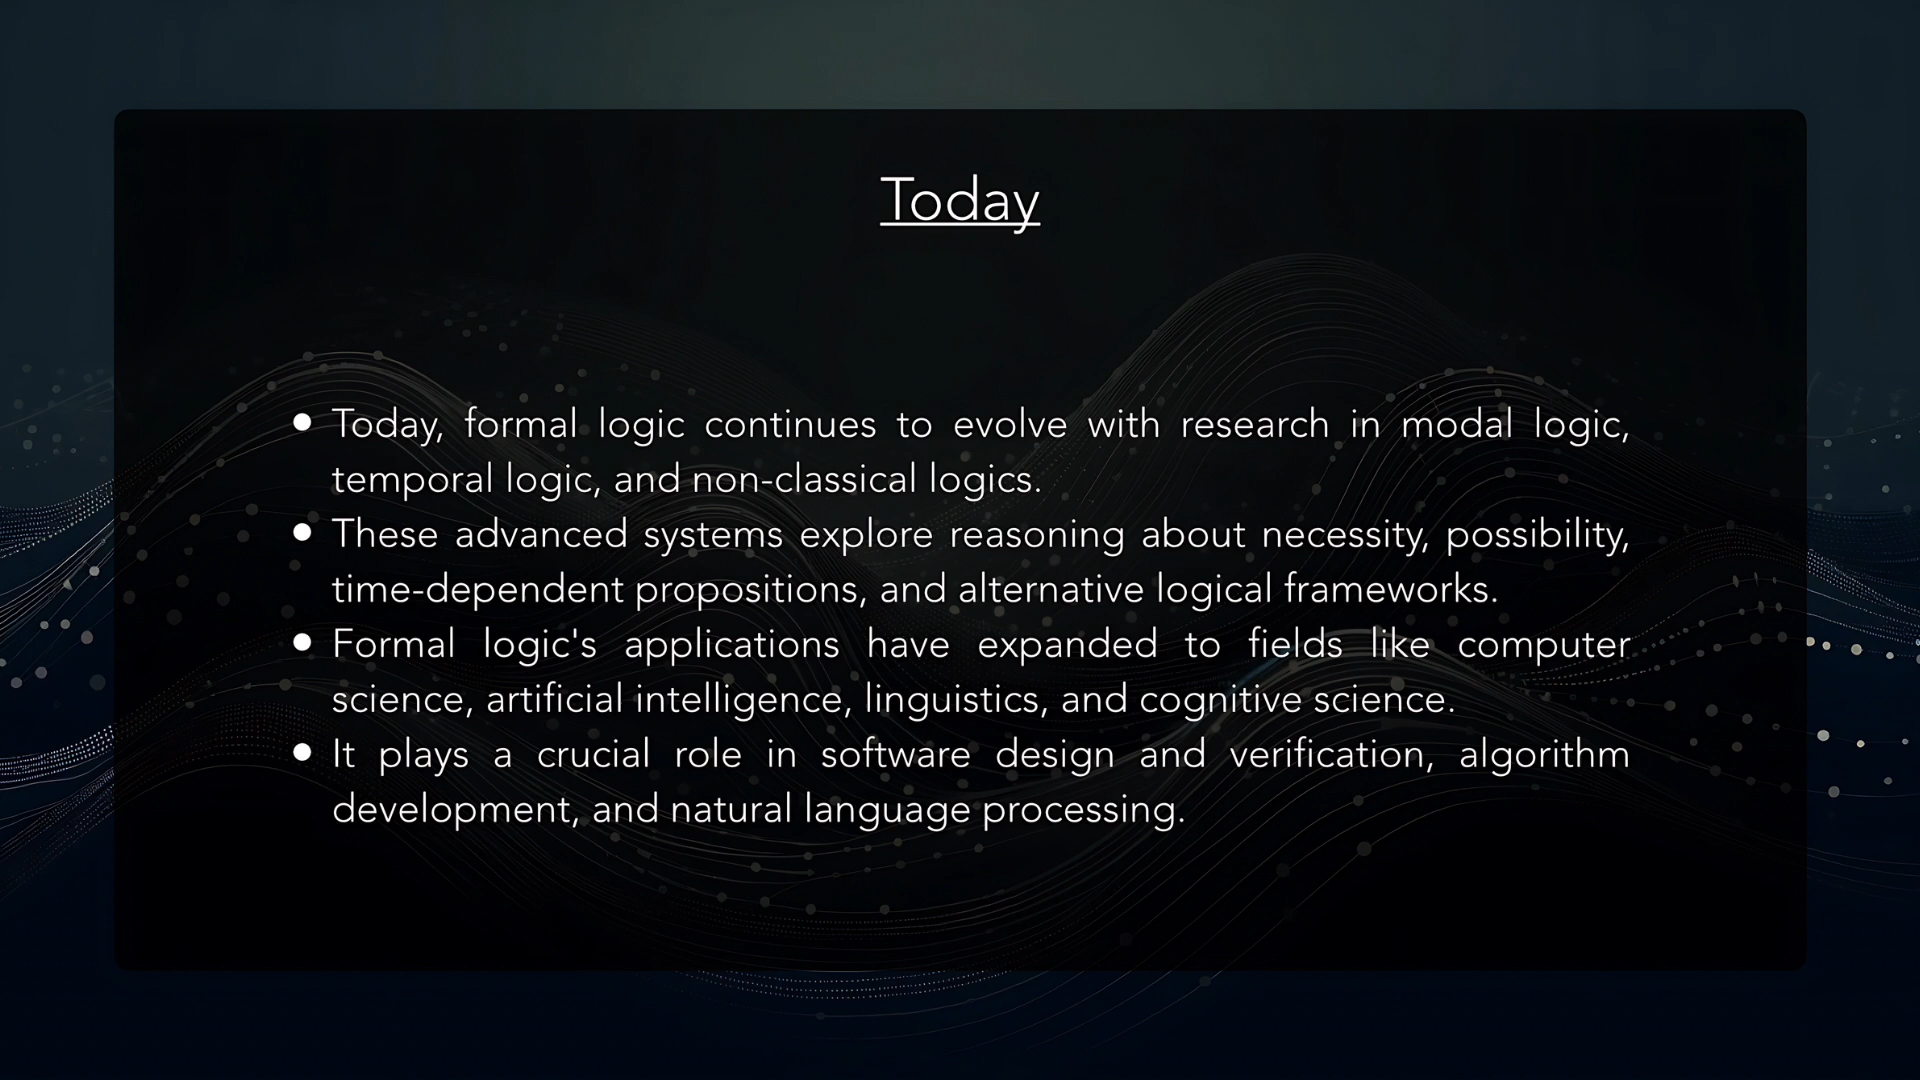 Today
• Today, formal logic continues to evolve with research in modal logic,
temporal logic, and non-classical logics.
• These advanced systems explore reasoning about necessity, possibility,
time-dependent propositions, and alternative logical frameworks.
• Formal logic's applications have expanded to fields like computer
science, artificial intelligence, linguistics, and cognitive science.
• It plays a crucial role in software design and verification, algorithm
development, and natural language processing.